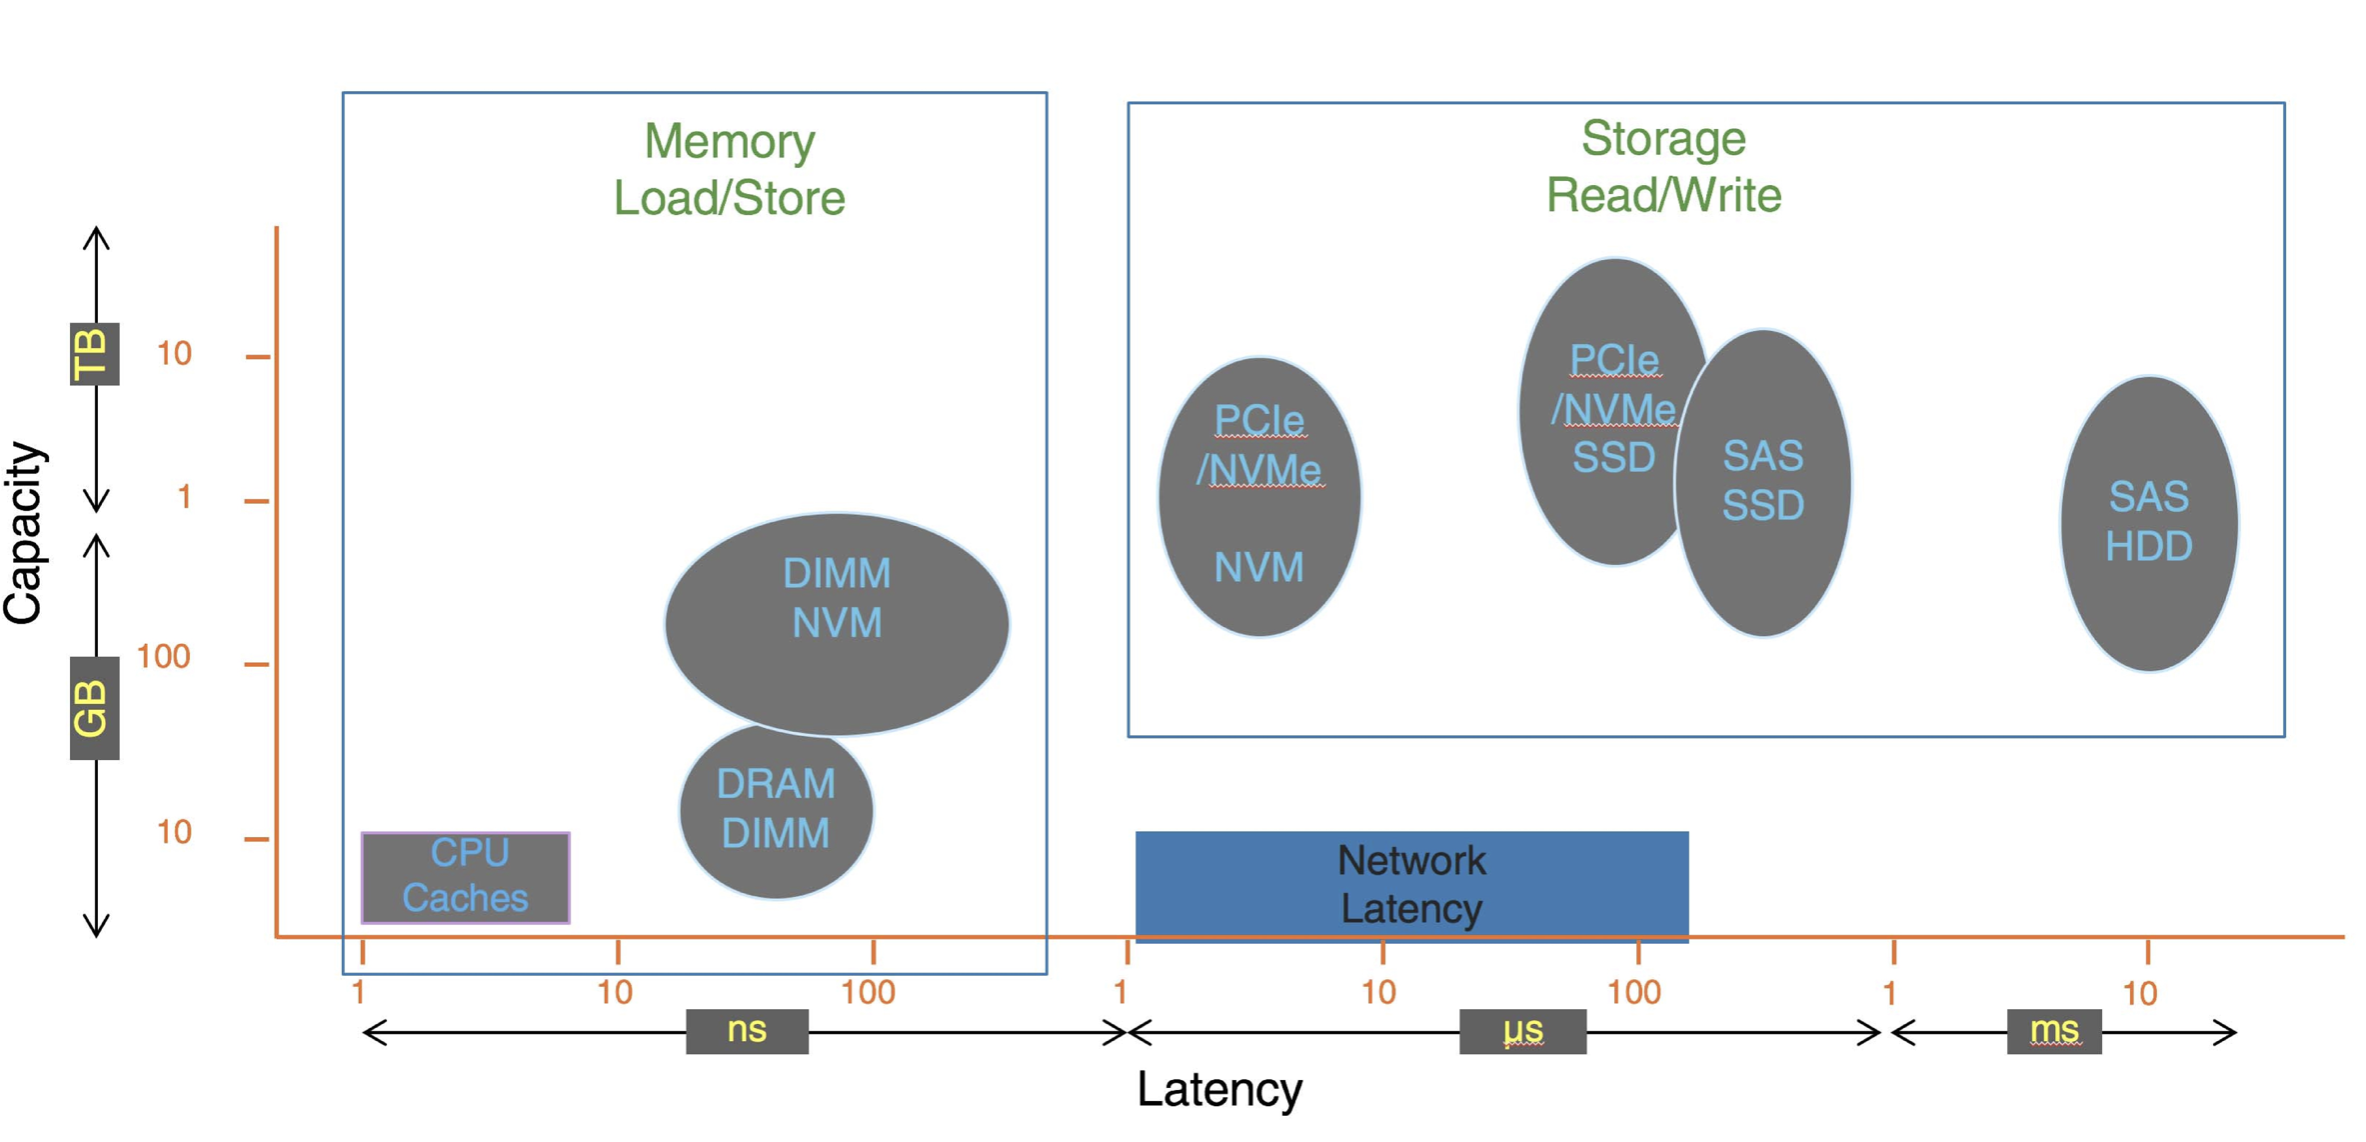 Memory
Load/Store
Storage
Read/Write
Capacity
TB
GB
10
1
100
10
PCIe
/NVMe
NVM
PCIe
/NVMe
SSD
SAS
SSD
SAS
HDD
DIMM
NVM
DRAM
DIMM
CPU
Caches
Network
Latency
1
10
100
1
10
100
1
10
ns
µs
ms
Latency